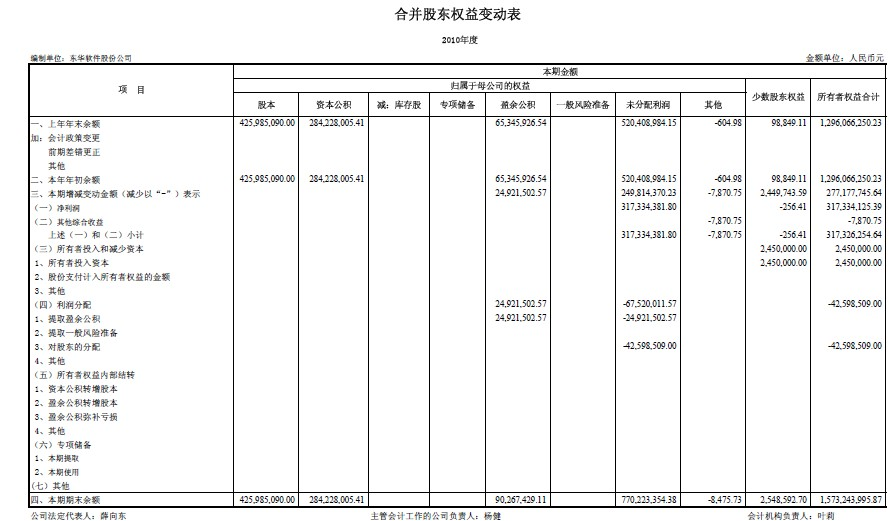 合并股东权益变动表
2010年度
编制单位：东华软件股份公司 金额单位：人民币元
项 目 本期金额
归属于母公司的权益 少数股东权益 所有者权益合计
股本 资本公积 减：库存股 专项储备 盈余公积 一般风险准备 未分配利润 其他
一、上年年末余额 425,985,090.00 284,228,005.41 65,345,926.54 520,408,984.15 -604.98 98,849.11 1,296,066,250.23
加：会计政策变更
前期差错更正
其他
二、本年年初余额 425,985,090.00 284,228,005.41 65,345,926.54 520,408,984.15 -604.98 98,849.11 1,296,066,250.23
三、本期增减变动金额（减少以“-”）表示 24,921,502.57 249,814,370.23 -7,870.75 2,449,743.59 277,177,745.64
（一）净利润 317,334,381.80 -256.41 317,334,125.39
（二）其他综合收益 -7,870.75 -7,870.75
上述（一）和（二）小计 317,334,381.80 -7,870.75 -256.41 317,326,254.64
（三）所有者投入和减少资本 2,450,000.00 2,450,000.00
1、所有者投入资本 2,450,000.00 2,450,000.00
2、股份支付计入所有者权益的金额
3、其他
（四）利润分配 24,921,502.57 -67,520,011.57 -42,598,509.00
1、提取盈余公积 24,921,502.57 -24,921,502.57
2、提取一般风险准备
3、对股东的分配 -42,598,509.00 -42,598,509.00
4、其他
（五）所有者权益内部结转
1、资本公积转增股本
2、盈余公积转增股本
3、盈余公积弥补亏损
4、其他
（六）专项储备
1、本期提取
2、本期使用
（七）其他
四、本期期末余额 425,985,090.00 284,228,005.41 90,267,429.11 770,223,354.38 -8,475.73 2,548,592.70 1,573,243,995.87
公司法定代表人：薛向东 主管会计工作的公司负责人：杨健 会计机构负责人：叶莉